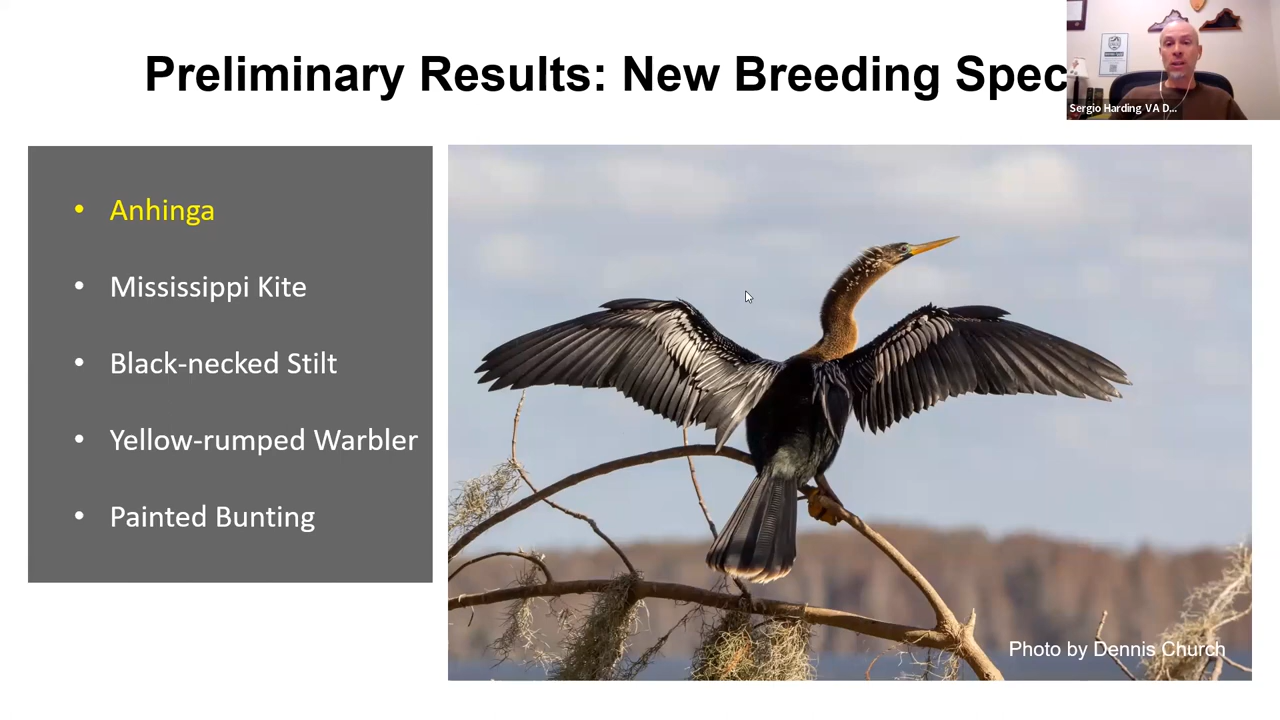 Preliminary Results: New Breeding Spec
Sergio Harding VA D...
• Anhinga
• Mississippi Kite
• Black-necked Stilt
• Yellow-rumped Warbler
• Painted Bunting
Photo by Dennis Church